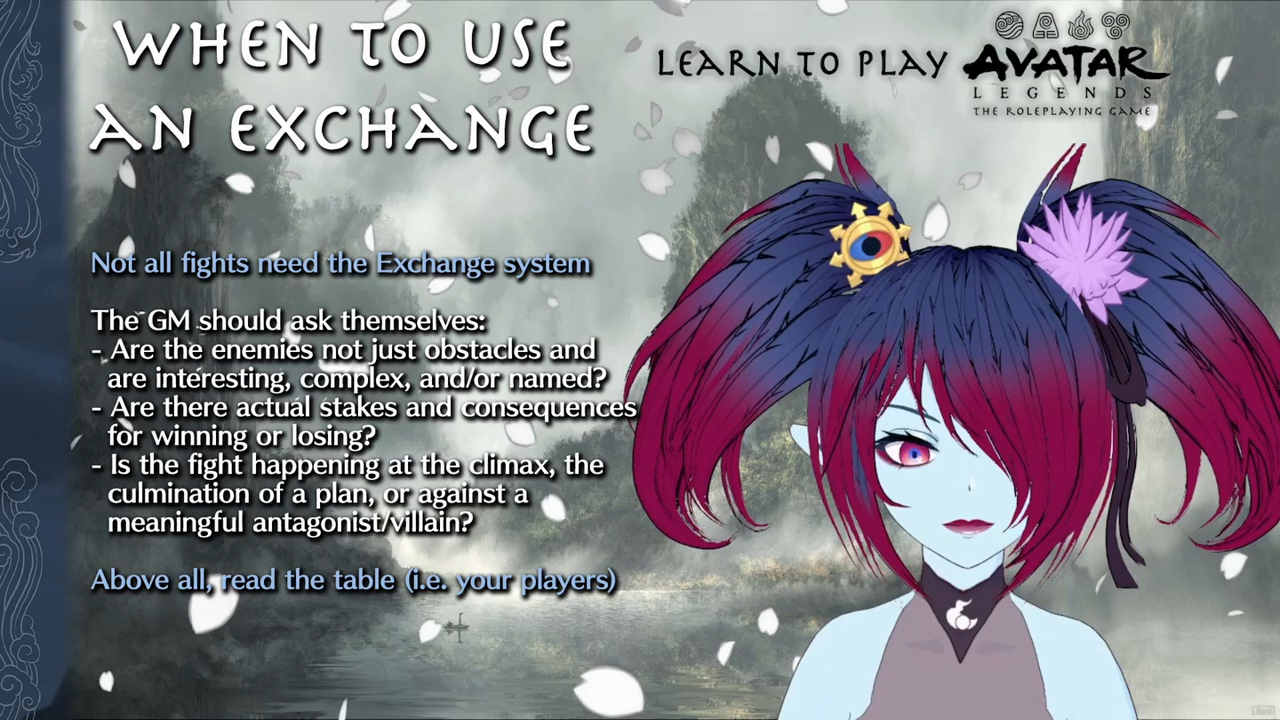 WHEN TO USE
AN EXCHANGE
LEARN TO PLAY
AVATAR
LEGENDS
THE ROLEPLAYING GAME
Not all fights need the Exchange system
The GM should ask themselves:
- Are the enemies not just obstacles and
are interesting, complex, and/or named?
- Are there actual stakes and consequences
for winning or losing?
- Is the fight happening at the climax, the
culmination of a plan, or against a
meaningful antagonist/villain?
Above all, read the table (i.e. your players)